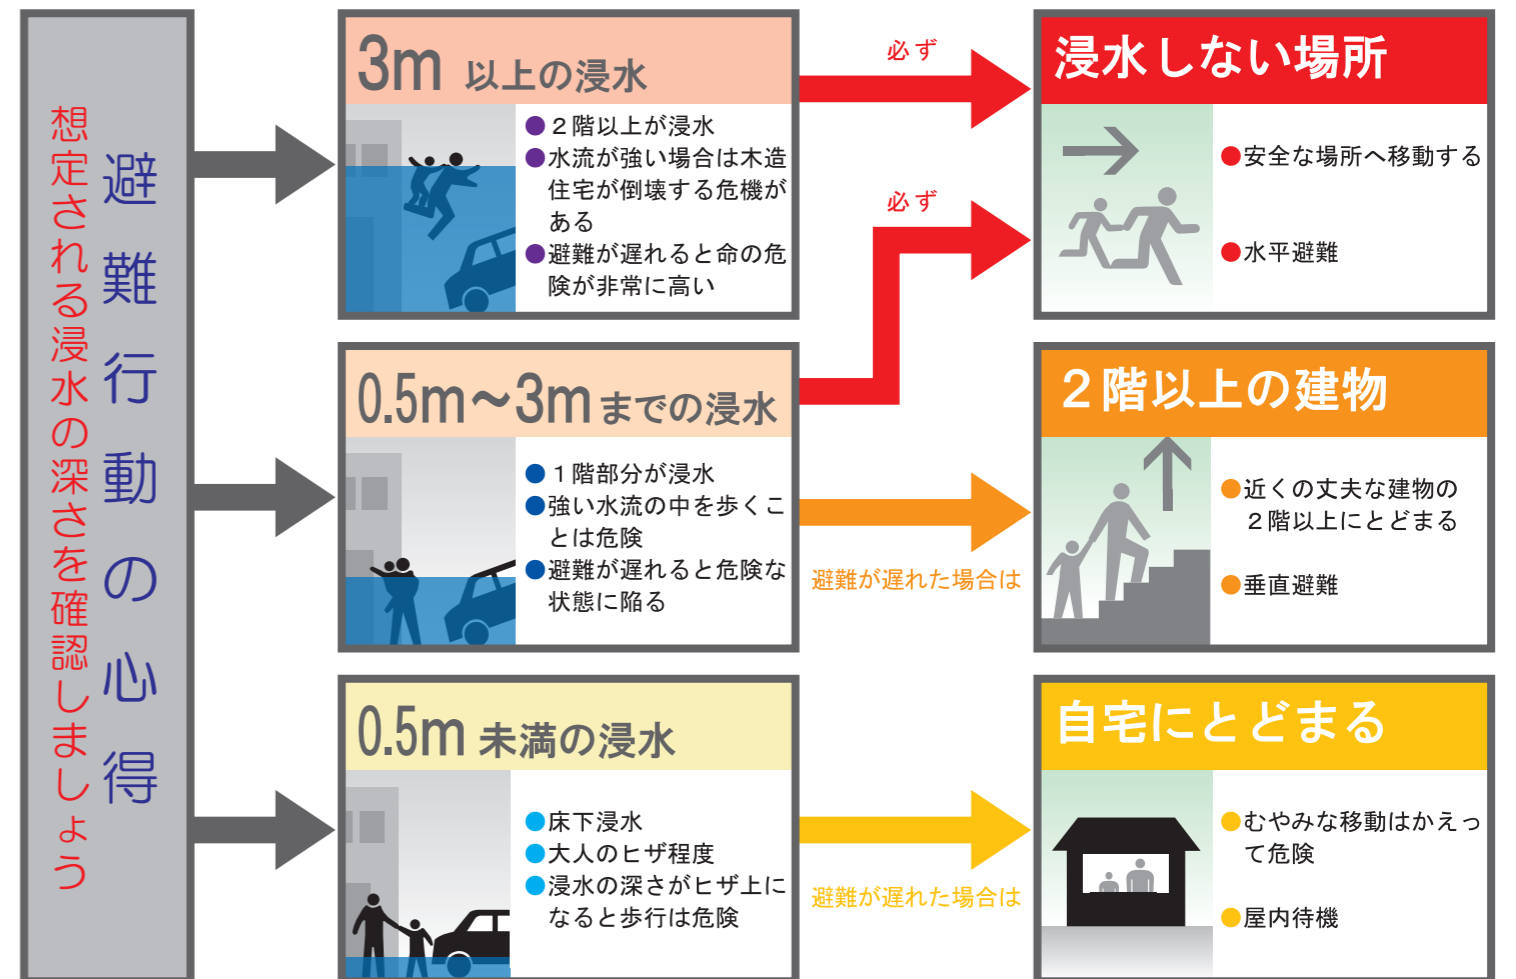 避難行動の心得
想定される浸水の深さを確認しましょう
3m 以上の浸水
●２階以上が浸水
●水流が強い場合は木造
住宅が倒壊する危機が
ある
●避難が遅れると命の危
険が非常に高い
必ず
浸水しない場所
●安全な場所へ移動する
●水平避難
0.5m～3mまでの浸水
●１階部分が浸水
●強い水流の中を歩くこ
とは危険
●避難が遅れると危険な
状態に陥る
必ず
避難が遅れた場合は
２階以上の建物
●近くの丈夫な建物の
２階以上にとどまる
●垂直避難
0.5m 未満の浸水
●床下浸水
●大人のヒザ程度
●浸水の深さがヒザ上に
なると歩行は危険
避難が遅れた場合は
自宅にとどまる
●むやみな移動はかえっ
て危険
●屋内待機